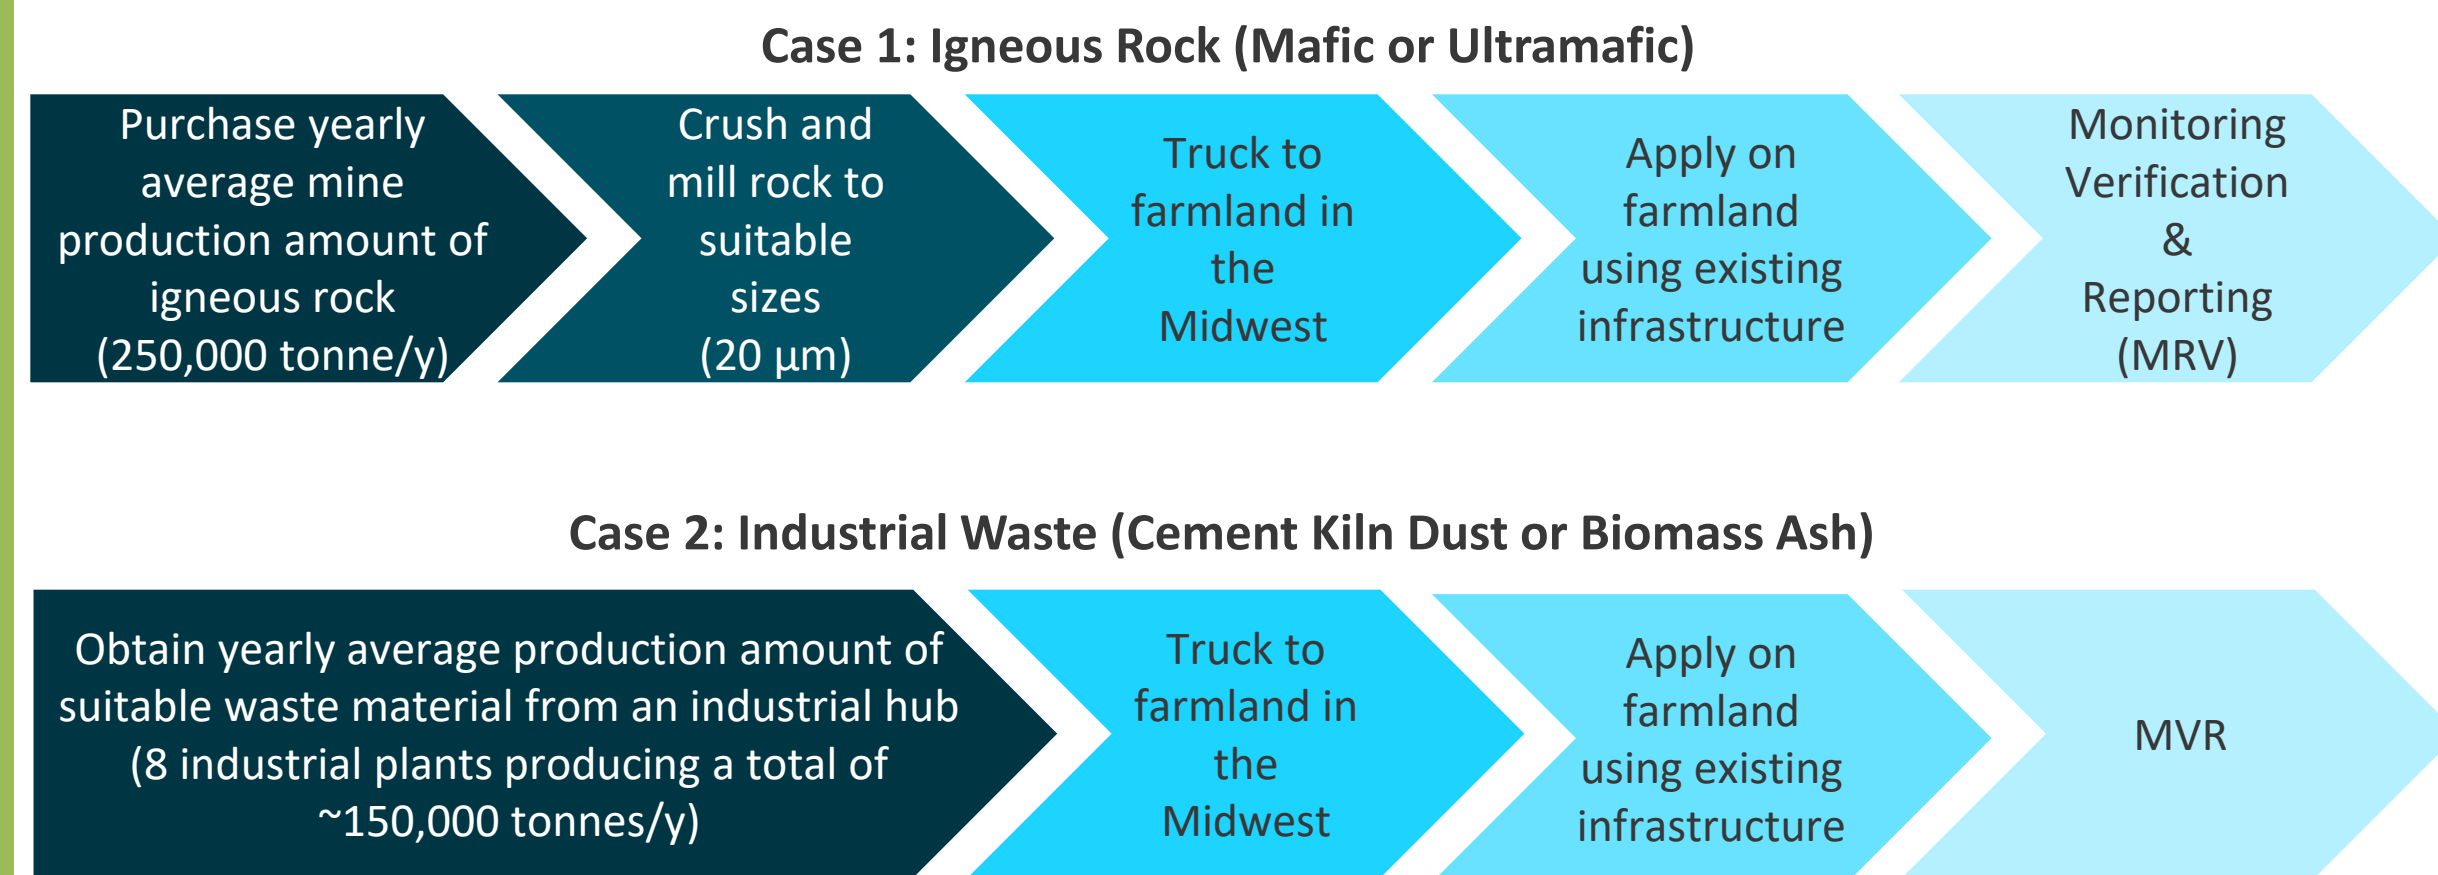 Case 1: Igneous Rock (Mafic or Ultramafic)
Purchase yearly
average mine
production amount of
igneous rock
(250,000 tonne/y)
Crush and
mill rock to
suitable
sizes
(20 µm)
Truck to
farmland in
the
Midwest
Apply on
farmland
using existing
infrastructure
Monitoring
Verification
&
Reporting
(MRV)
Case 2: Industrial Waste (Cement Kiln Dust or Biomass Ash)
Obtain yearly average production amount of
suitable waste material from an industrial hub
(8 industrial plants producing a total of
~150,000 tonnes/y)
Truck to
farmland in
the
Midwest
Apply on
farmland
using existing
infrastructure
MVR